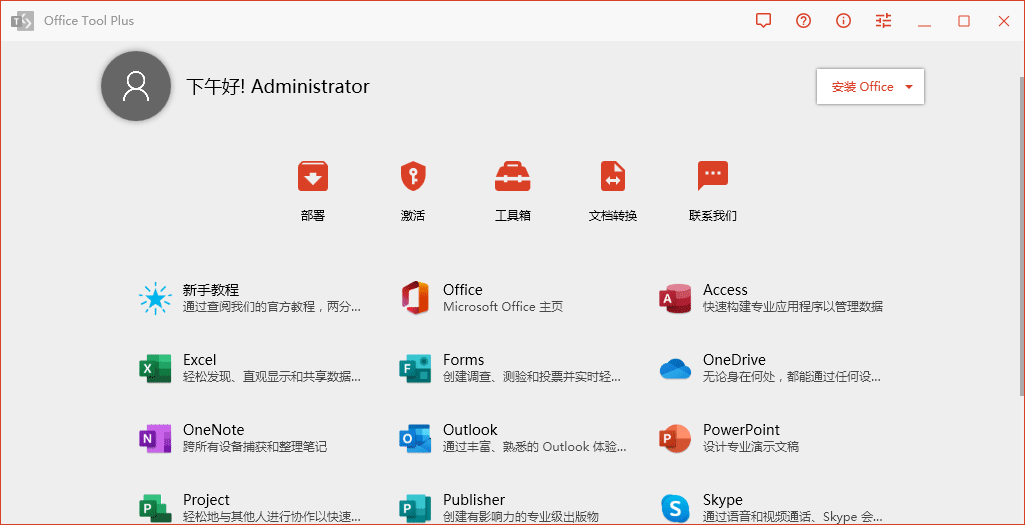 Office Tool Plus
下午好! Administrator
安装 Office
部署
激活
工具箱
文档转换
联系我们
新手教程
通过查阅我们的官方教程，两分...
Office
Microsoft Office 主页
Access
快速构建专业应用程序以管理数据
Excel
轻松发现、直观显示和共享数据...
Forms
创建调查、测验和投票并实时轻...
OneDrive
无论身在何处，都能通过任何设...
OneNote
跨所有设备捕获和整理笔记
Outlook
通过丰富、熟悉的 Outlook 体验...
PowerPoint
设计专业演示文稿
Project
轻松地与其他人进行协作以快速...
Publisher
创建有影响力的专业级出版物
Skype
通过语音和视频通话、Skype 会...